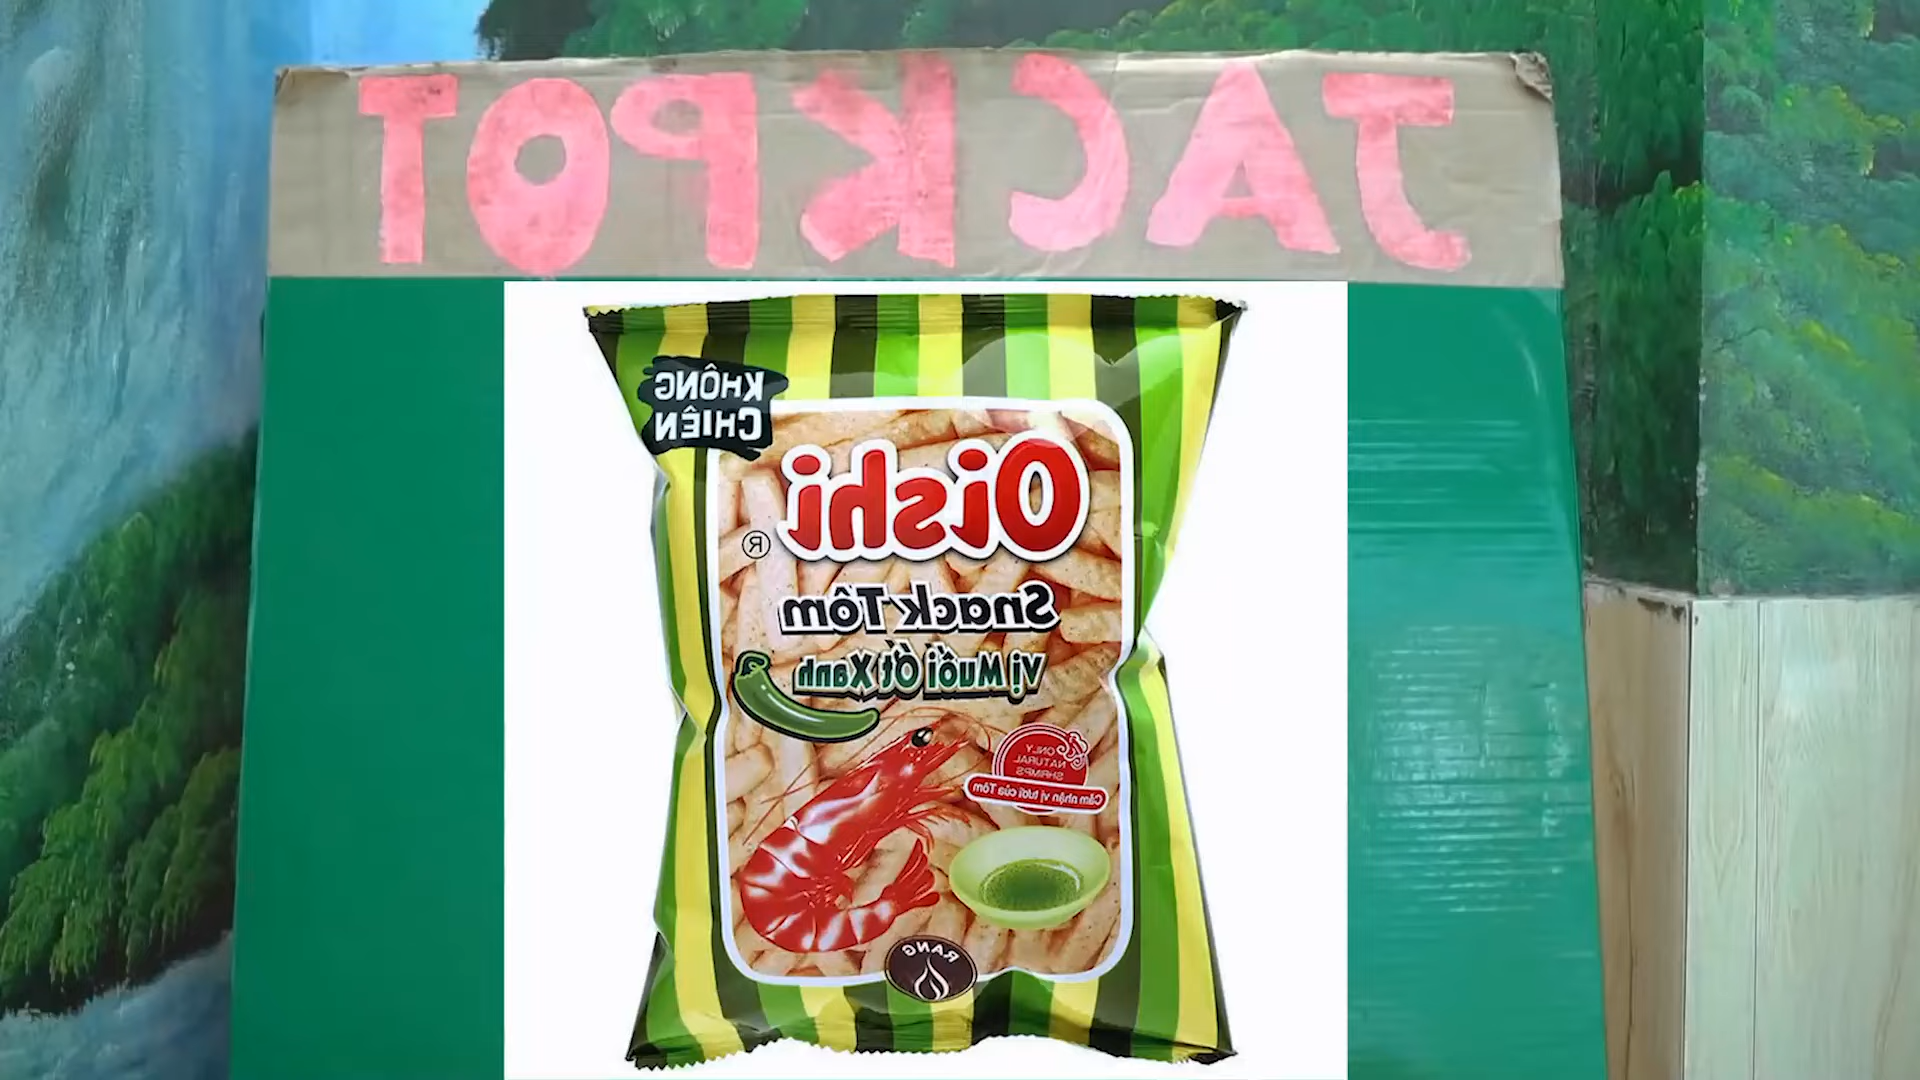 JACKPOT
KHÔNG
CHIÊN
Oishi
®
Snack Tôm
Vị Muối Ớt Xanh
ONLY
NATURAL
SHRIMPS
Cảm nhận vị tươi của Tôm
RANG